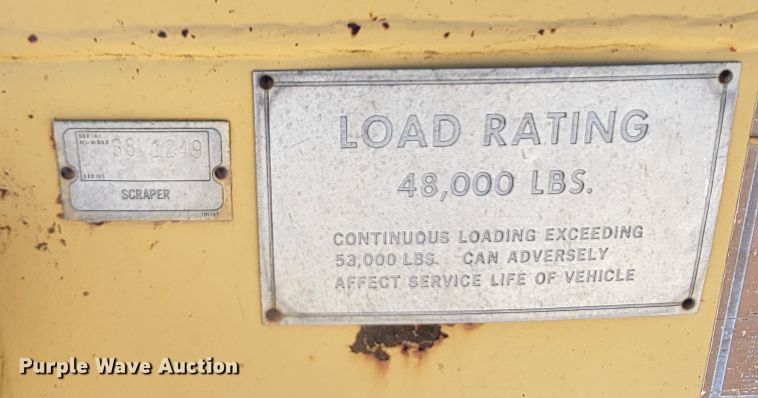 SERIAL
NUMBER 38V1249
SERIES
SCRAPER
LOAD RATING
48,000 LBS.
CONTINUOUS LOADING EXCEEDING
53,000 LBS. CAN ADVERSELY
AFFECT SERVICE LIFE OF VEHICLE
Purple Wave Auction